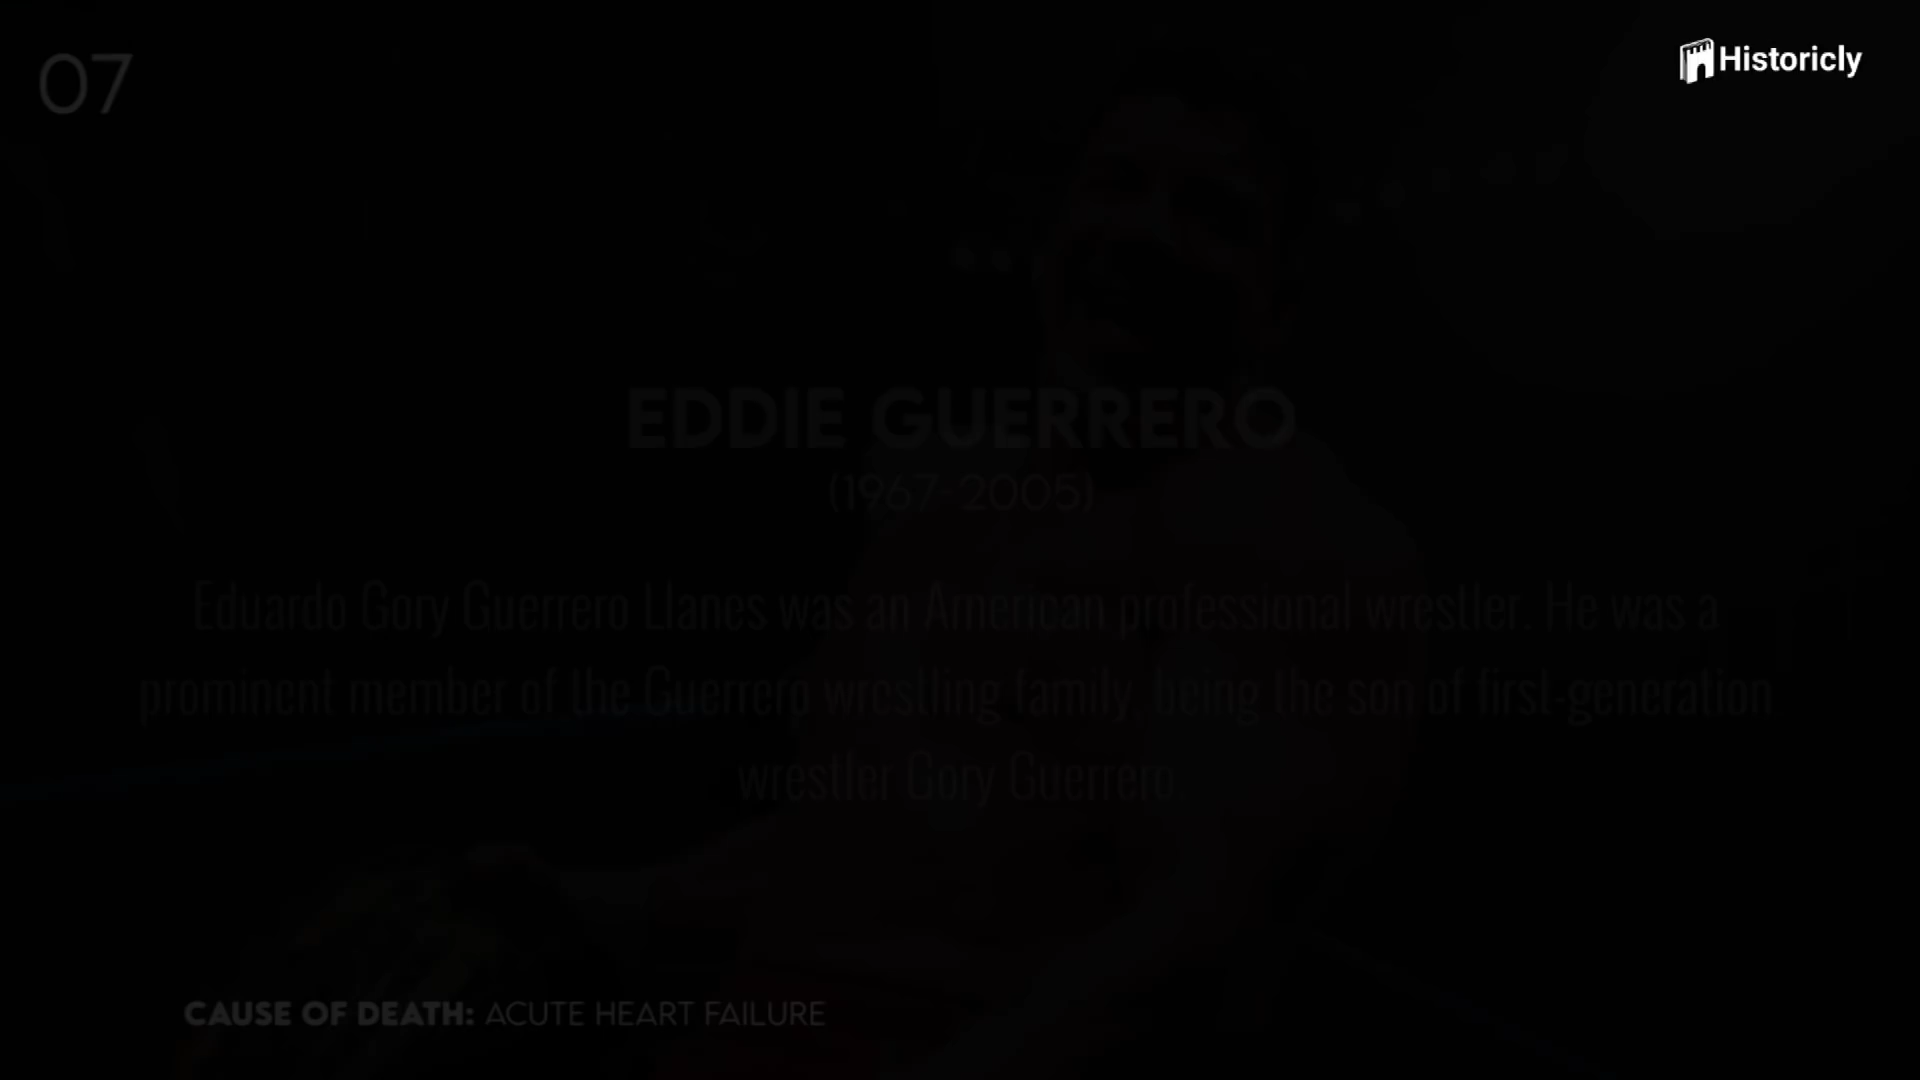 07
Historicly
EDDIE GUERRERO
(1967-2005)
Eduardo Gory Guerrero Llanes was an American professional wrestler. He was a
prominent member of the Guerrero wrestling family, being the son of first-generation
wrestler Gory Guerrero.
CAUSE OF DEATH: ACUTE HEART FAILURE